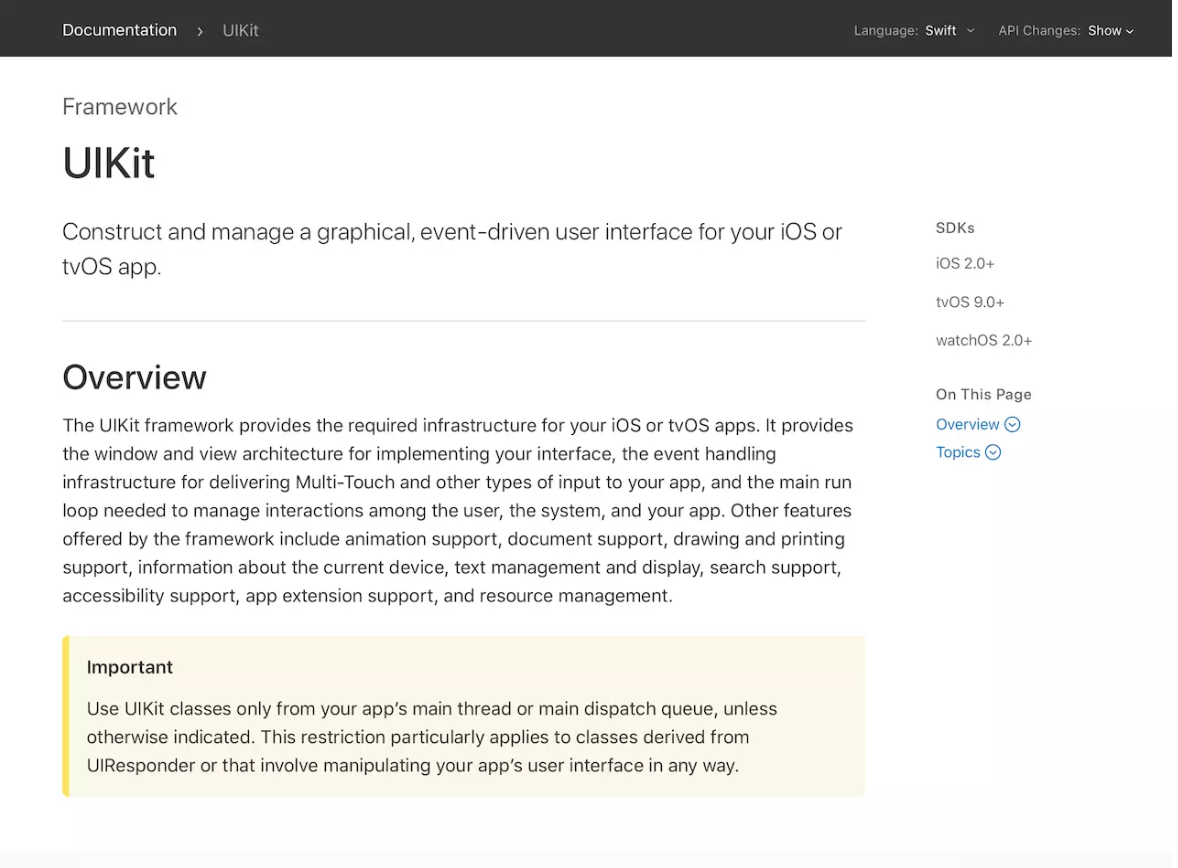 Documentation > UIKit
Language: Swift API Changes: Show
Framework
UIKit
Construct and manage a graphical, event-driven user interface for your iOS or
tvOS app.
SDKs
iOS 2.0+
tvOS 9.0+
watchOS 2.0+
On This Page
Overview
Topics
Overview
The UIKit framework provides the required infrastructure for your iOS or tvOS apps. It provides
the window and view architecture for implementing your interface, the event handling
infrastructure for delivering Multi-Touch and other types of input to your app, and the main run
loop needed to manage interactions among the user, the system, and your app. Other features
offered by the framework include animation support, document support, drawing and printing
support, information about the current device, text management and display, search support,
accessibility support, app extension support, and resource management.
Important
Use UIKit classes only from your app’s main thread or main dispatch queue, unless
otherwise indicated. This restriction particularly applies to classes derived from
UIResponder or that involve manipulating your app’s user interface in any way.